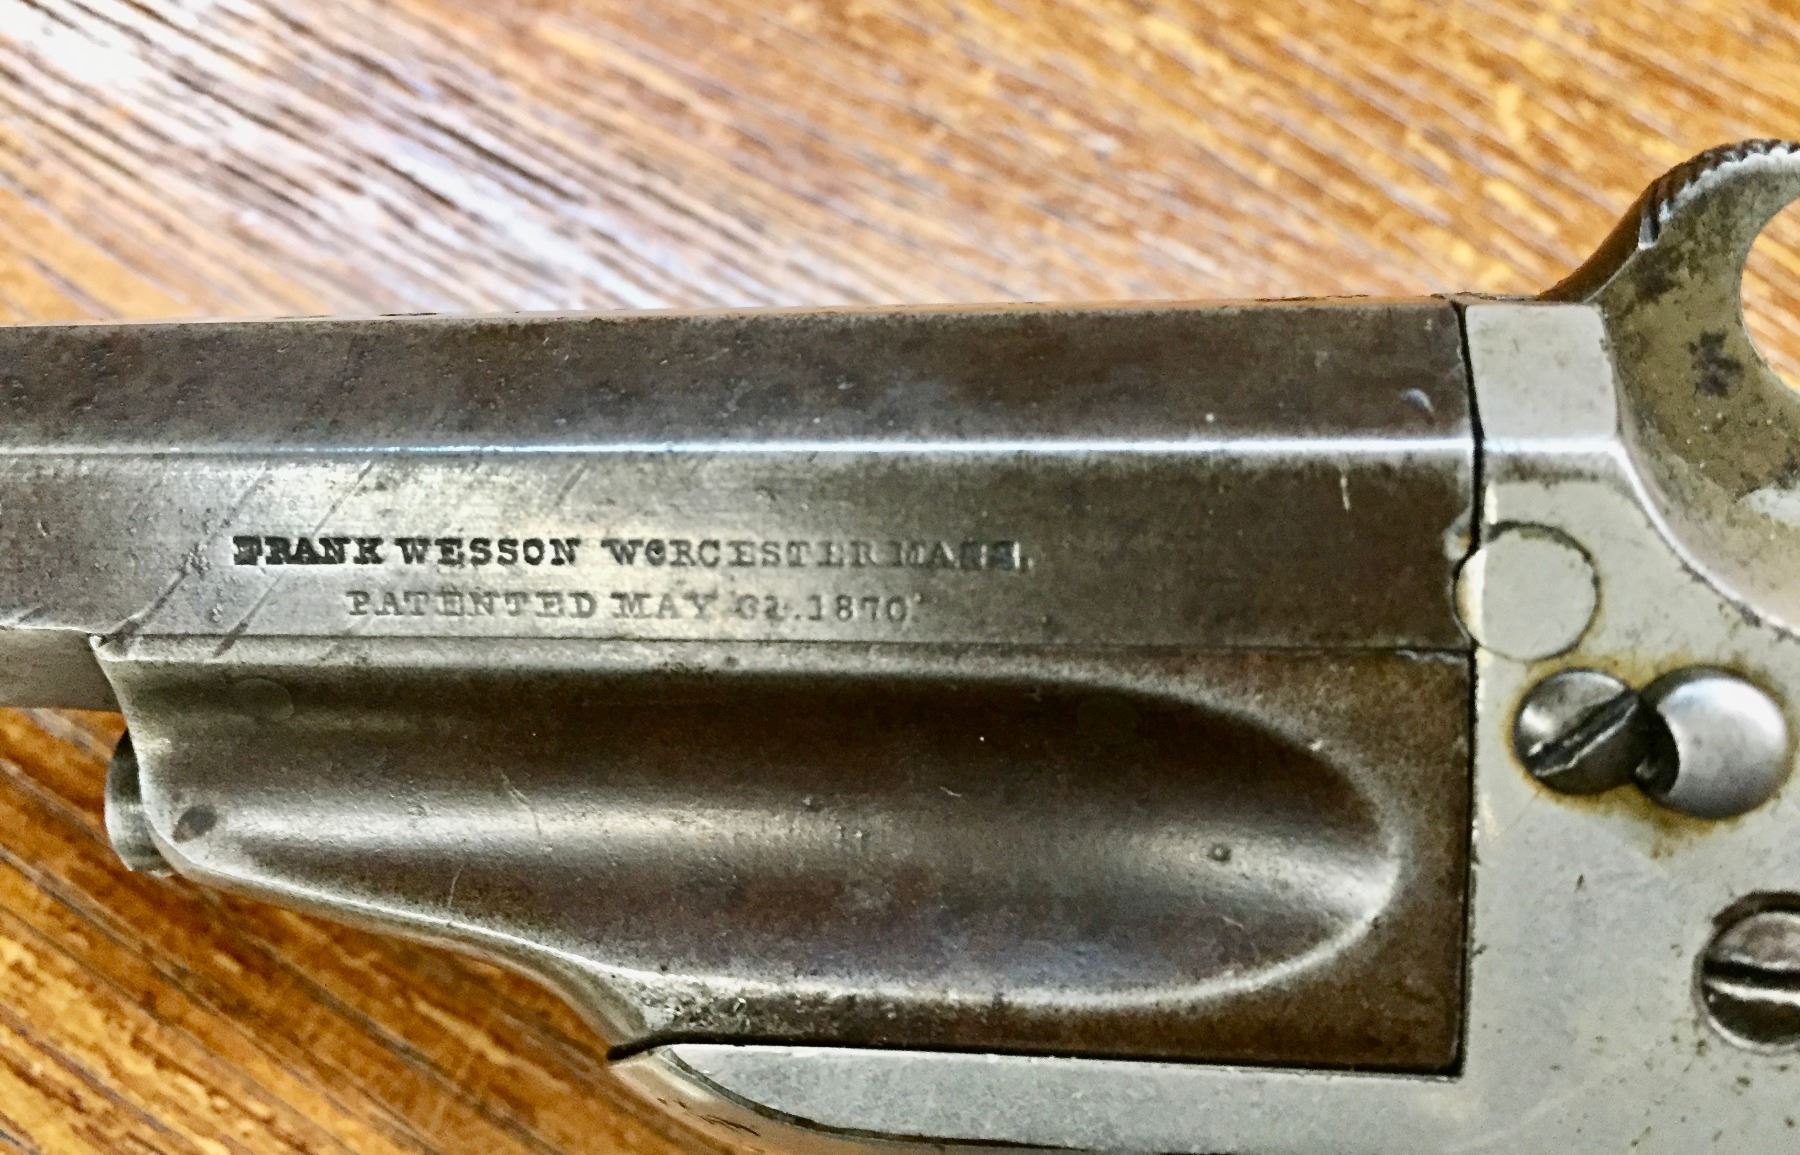 FRANK WESSON WORCESTER MASS.
PATENTED MAY 31. 1870